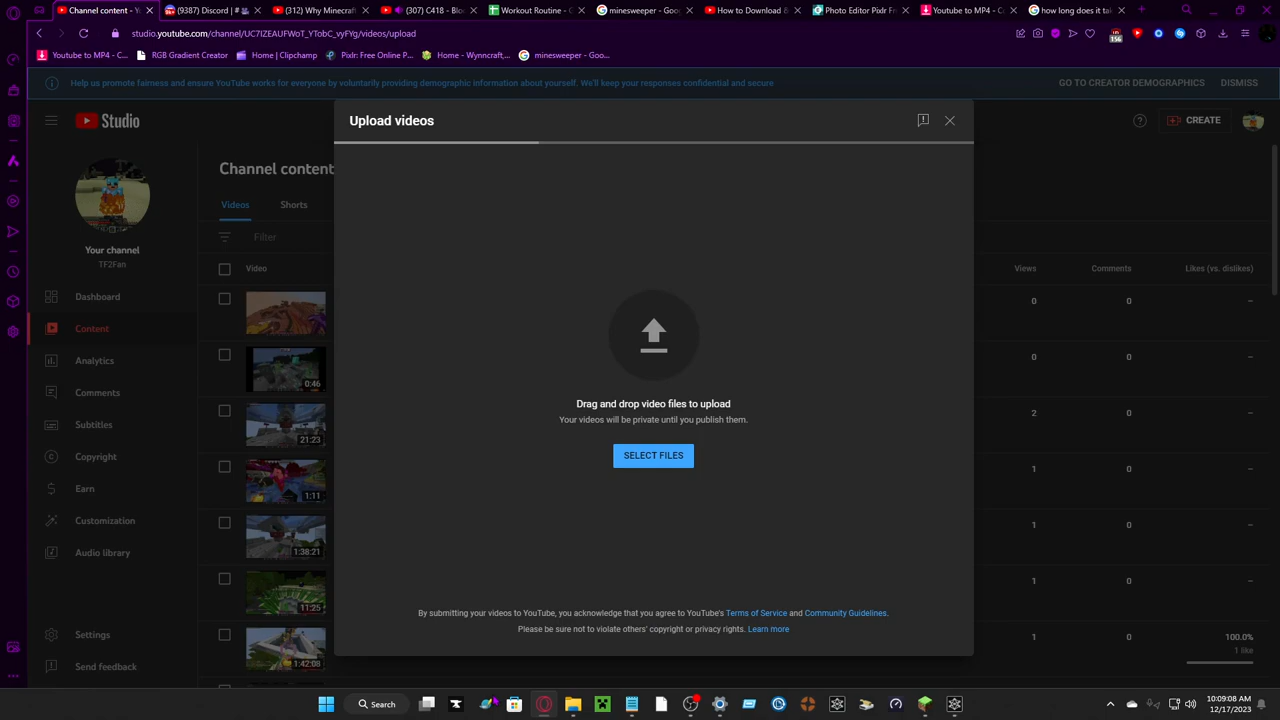 Channel content - Y
(9387) Discord | #
(312) Why Minecraft
(307) C418 - Bloc
Workout Routine - G
minesweeper - Goo
How to Download &
Photo Editor Pixlr F
Youtube to MP4 - C
how long does it tak
studio.youtube.com/channel/UC7IZEAUFWoT_YTobC_vyFYg/videos/upload
156
Youtube to MP4 - C...
RGB Gradient Creator
Home | Clipchamp
Pixlr: Free Online P...
Home - Wynncraft,...
minesweeper - Goo...
Help us promote fairness and ensure YouTube works for everyone by voluntarily providing demographic information about yourself. We'll keep your responses confidential and secure
GO TO CREATOR DEMOGRAPHICS
DISMISS
Studio
CREATE
Upload videos
Your channel
TF2Fan
Dashboard
Content
Analytics
Comments
Subtitles
Copyright
Earn
Customization
Audio library
Settings
Send feedback
Channel content
Videos
Shorts
Filter
Video
Views
Comments
Likes (vs. dislikes)
0
0
–
0:46
0
0
–
21:23
2
0
–
1:11
1
0
–
1:38:21
1
0
–
11:25
1
0
–
1:42:08
1
0
100.0%
1 like
Drag and drop video files to upload
Your videos will be private until you publish them.
SELECT FILES
By submitting your videos to YouTube, you acknowledge that you agree to YouTube's Terms of Service and Community Guidelines.
Please be sure not to violate others' copyright or privacy rights. Learn more
Search
10:09:08 AM
12/17/2023